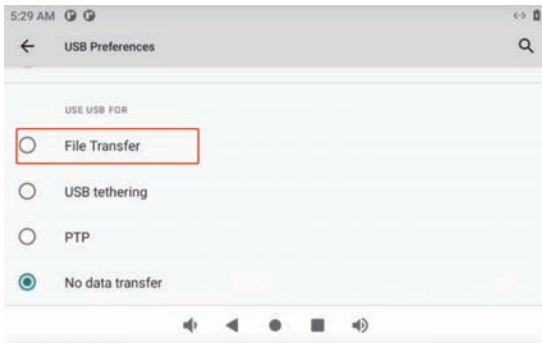 5:29 AM
USB Preferences
USE USB FOR
File Transfer
USB tethering
PTP
No data transfer